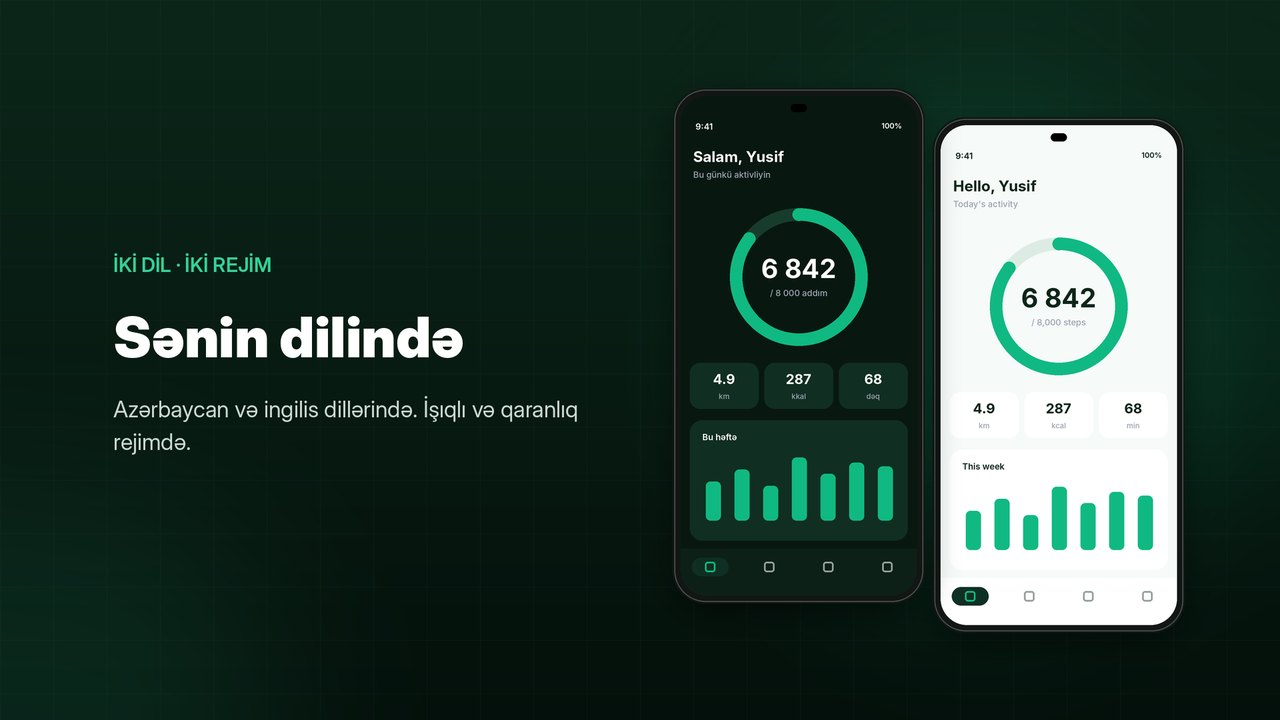 İKİ DİL · İKİ REJİM
Sənin dilində
Azərbaycan və ingilis dillərində. İşıqlı və qaranlıq
rejimdə.
9:41 100%
Salam, Yusif
Bu günkü aktivliyin
6 842
/ 8 000 addım
4.9 287 68
km kkal dəq
Bu həftə
9:41 100%
Hello, Yusif
Today's activity
6 842
/ 8,000 steps
4.9 287 68
km kcal min
This week